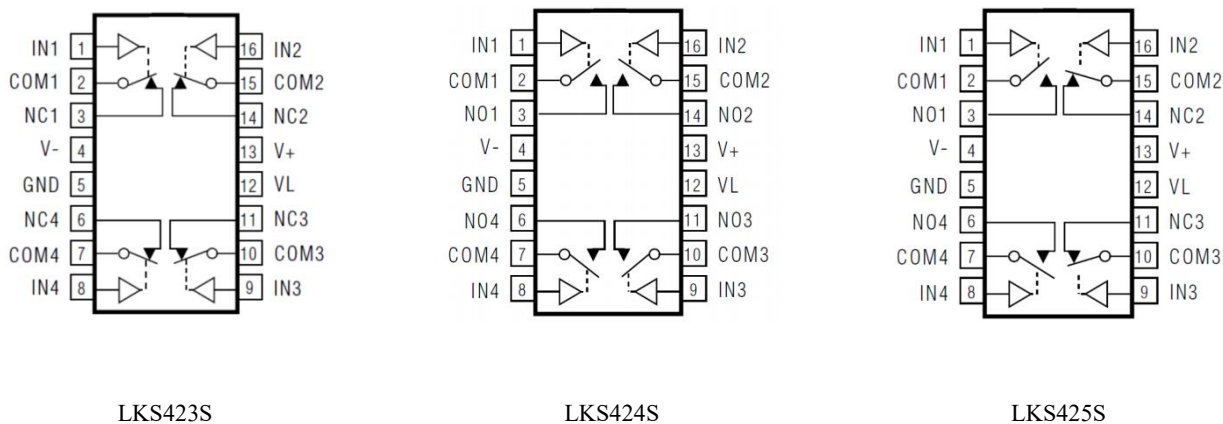 IN1 1 16 IN2
COM1 2 15 COM2
NC1 3 14 NC2
V- 4 13 V+
GND 5 12 VL
NC4 6 11 NC3
COM4 7 10 COM3
IN4 8 9 IN3
LKS423S
IN1 1 16 IN2
COM1 2 15 COM2
NO1 3 14 NO2
V- 4 13 V+
GND 5 12 VL
NO4 6 11 NO3
COM4 7 10 COM3
IN4 8 9 IN3
LKS424S
IN1 1 16 IN2
COM1 2 15 COM2
NO1 3 14 NC2
V- 4 13 V+
GND 5 12 VL
NO4 6 11 NC3
COM4 7 10 COM3
IN4 8 9 IN3
LKS425S